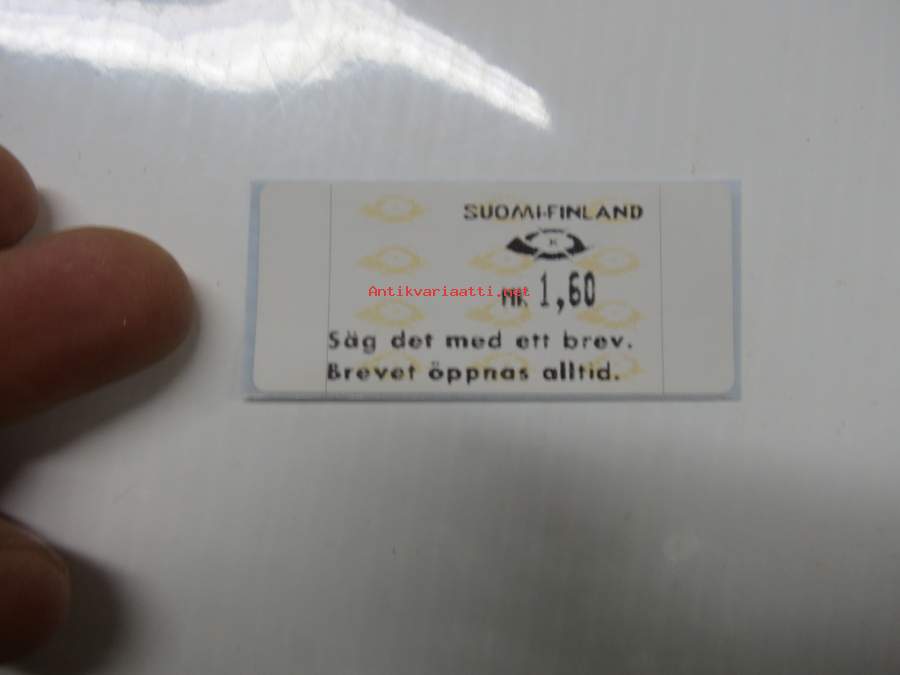 SUOMI-FINLAND
Antikvariaatti.net
MK 1,60
Säg det med ett brev.
Brevet öppnas alltid.